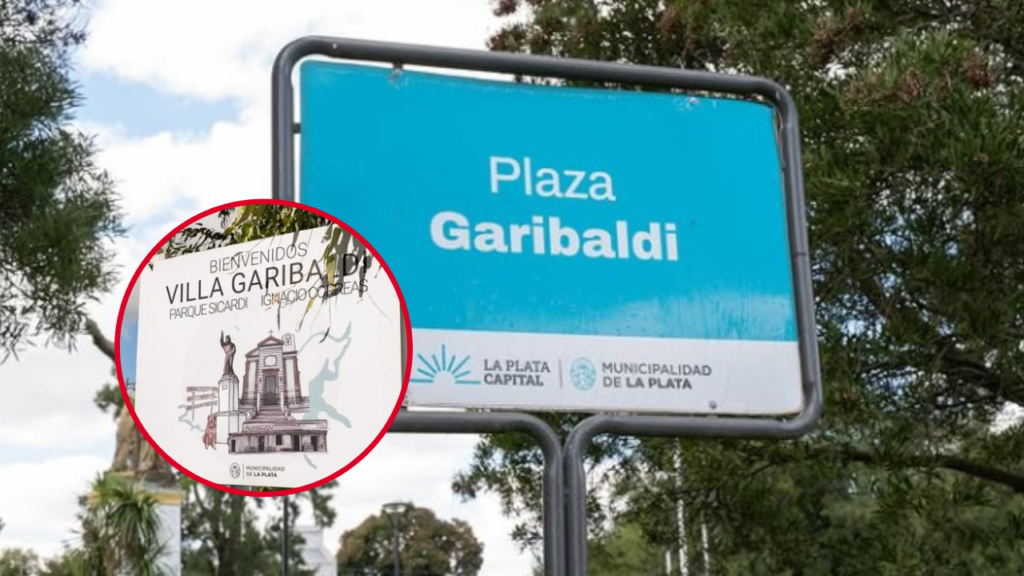 Plaza
Garibaldi
LA PLATA
CAPITAL
MUNICIPALIDAD
DE LA PLATA
BIENVENIDOS
VILLA GARIBALDI
PARQUE SICARDI IGNACIO CORREAS
MUNICIPALIDAD
DE LA PLATA